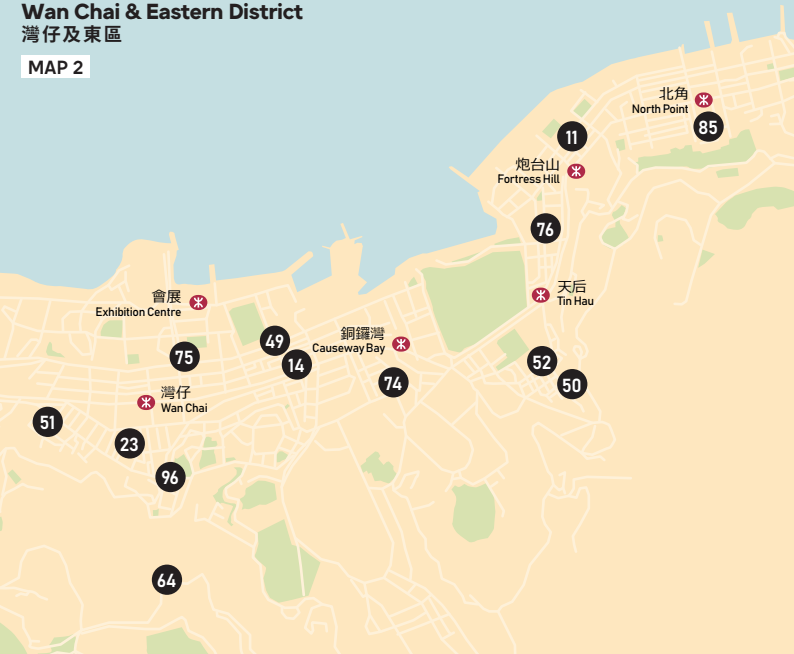 Wan Chai & Eastern District
灣仔及東區
MAP 2
北角
North Point
85
11
炮台山
Fortress Hill
76
天后
Tin Hau
會展
Exhibition Centre
49
銅鑼灣
Causeway Bay
75
14
52
74
50
灣仔
Wan Chai
51
23
96
64